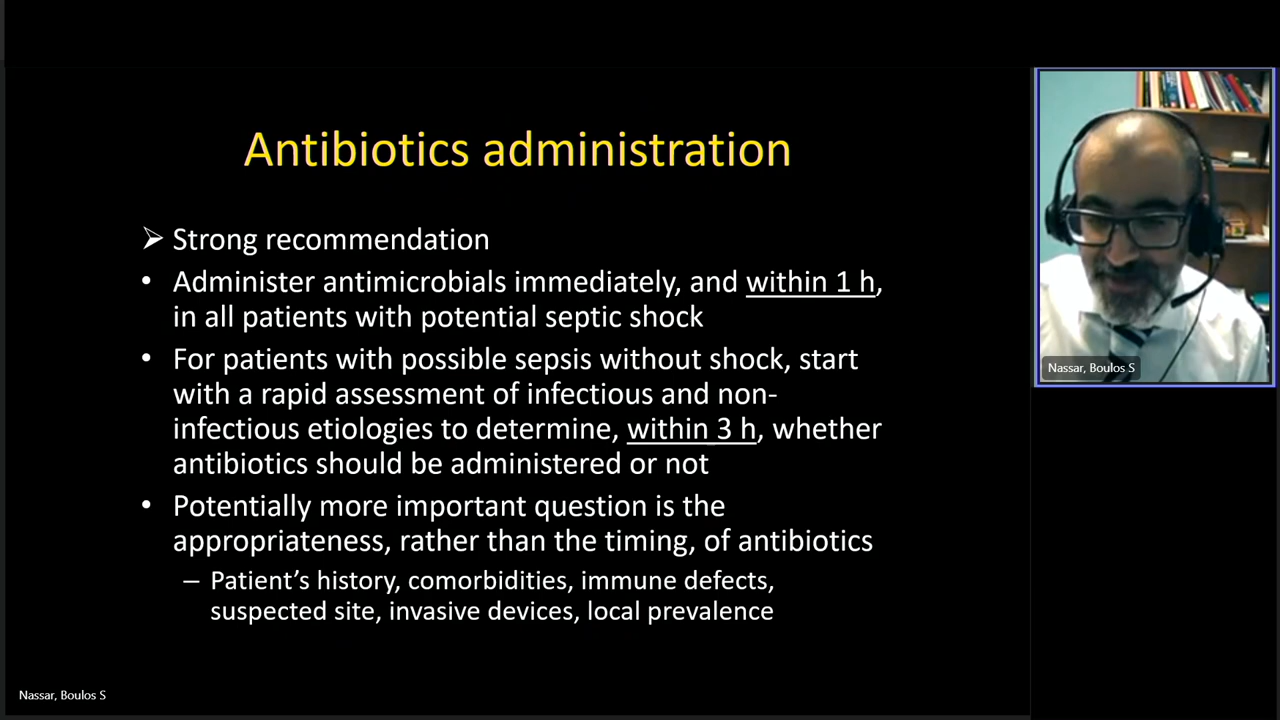 Antibiotics administration
➢ Strong recommendation
• Administer antimicrobials immediately, and within 1 h,
in all patients with potential septic shock
• For patients with possible sepsis without shock, start
with a rapid assessment of infectious and non-
infectious etiologies to determine, within 3 h, whether
antibiotics should be administered or not
• Potentially more important question is the
appropriateness, rather than the timing, of antibiotics
– Patient’s history, comorbidities, immune defects,
suspected site, invasive devices, local prevalence
Nassar, Boulos S
Nassar, Boulos S